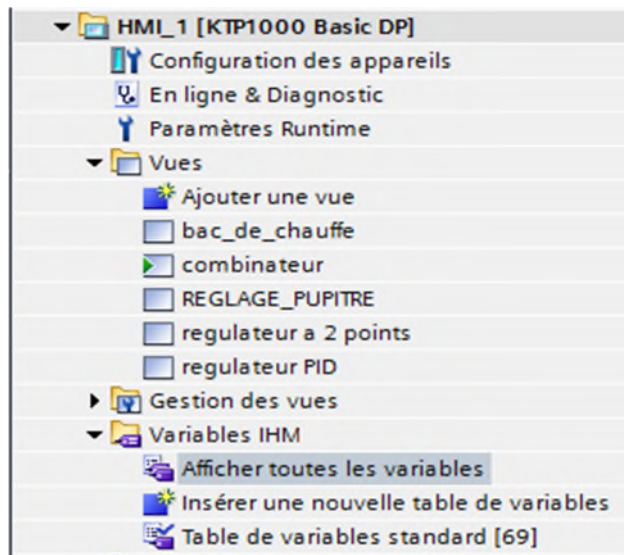 HMI_1 [KTP1000 Basic DP]
Configuration des appareils
En ligne & Diagnostic
Paramètres Runtime
Vues
Ajouter une vue
bac_de_chauffe
combinateur
REGLAGE_PUPITRE
regulateur a 2 points
regulateur PID
Gestion des vues
Variables IHM
Afficher toutes les variables
Insérer une nouvelle table de variables
Table de variables standard [69]